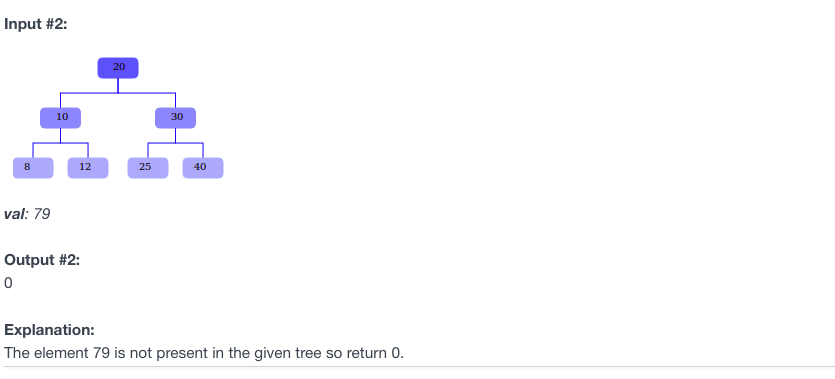 Input #2:
20
10 30
8 12 25 40
val: 79
Output #2:
0
Explanation:
The element 79 is not present in the given tree so return 0.